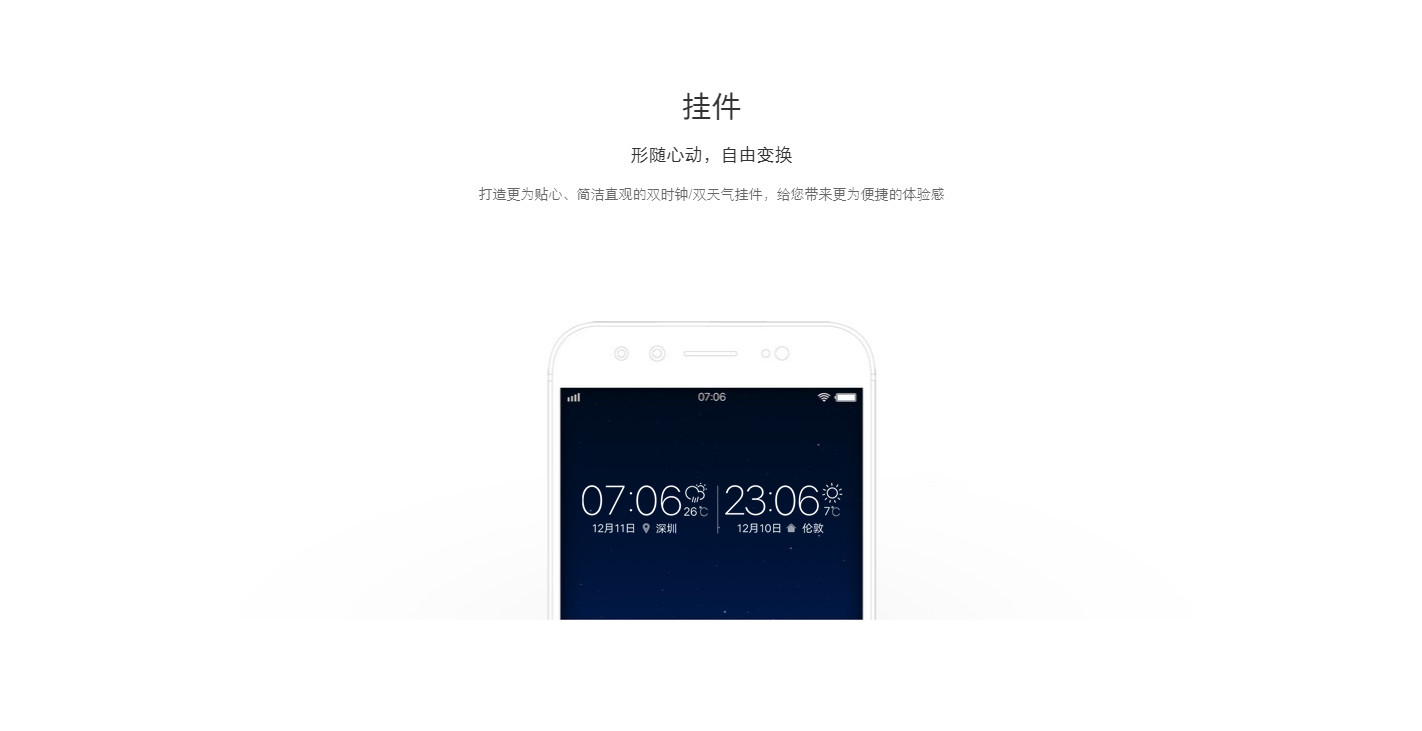 挂件
形随心动，自由变换
打造更为贴心、简洁直观的双时钟/双天气挂件，给您带来更为便捷的体验感
07:06
07:06 26℃ 23:06 7℃
12月11日 深圳 12月10日 伦敦